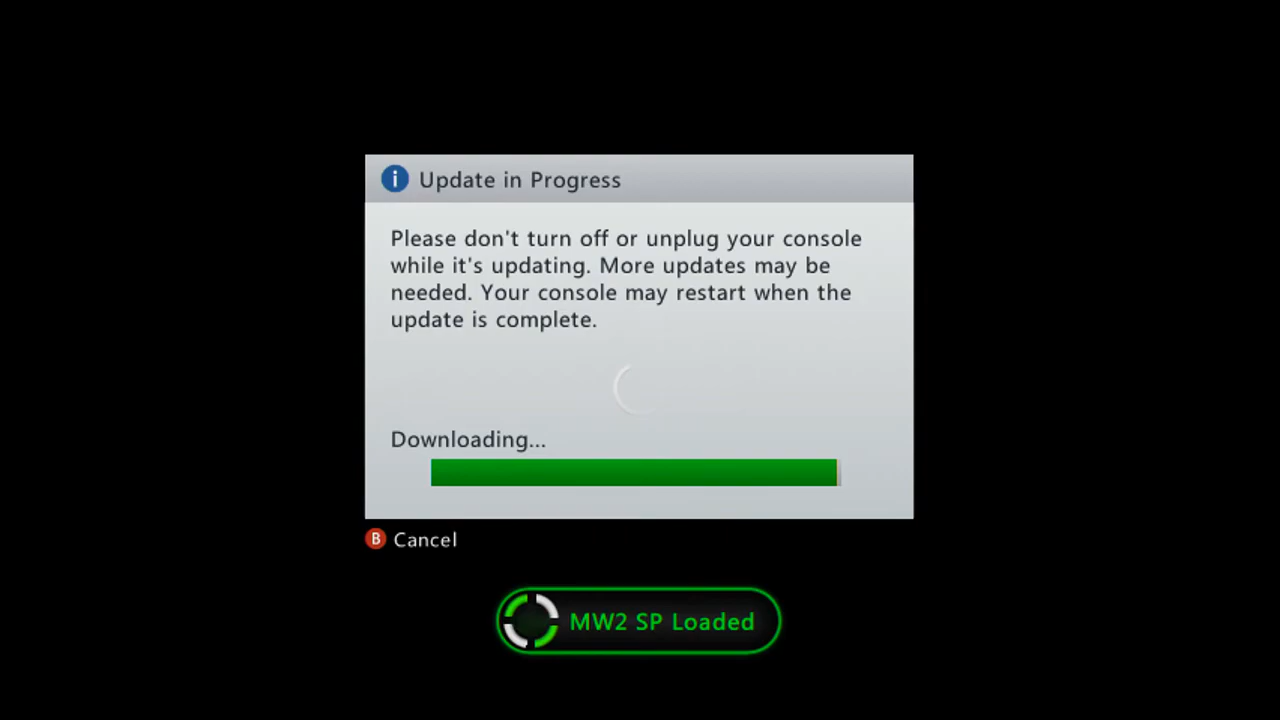 i Update in Progress
Please don't turn off or unplug your console
while it's updating. More updates may be
needed. Your console may restart when the
update is complete.
Downloading...
B Cancel
MW2 SP Loaded